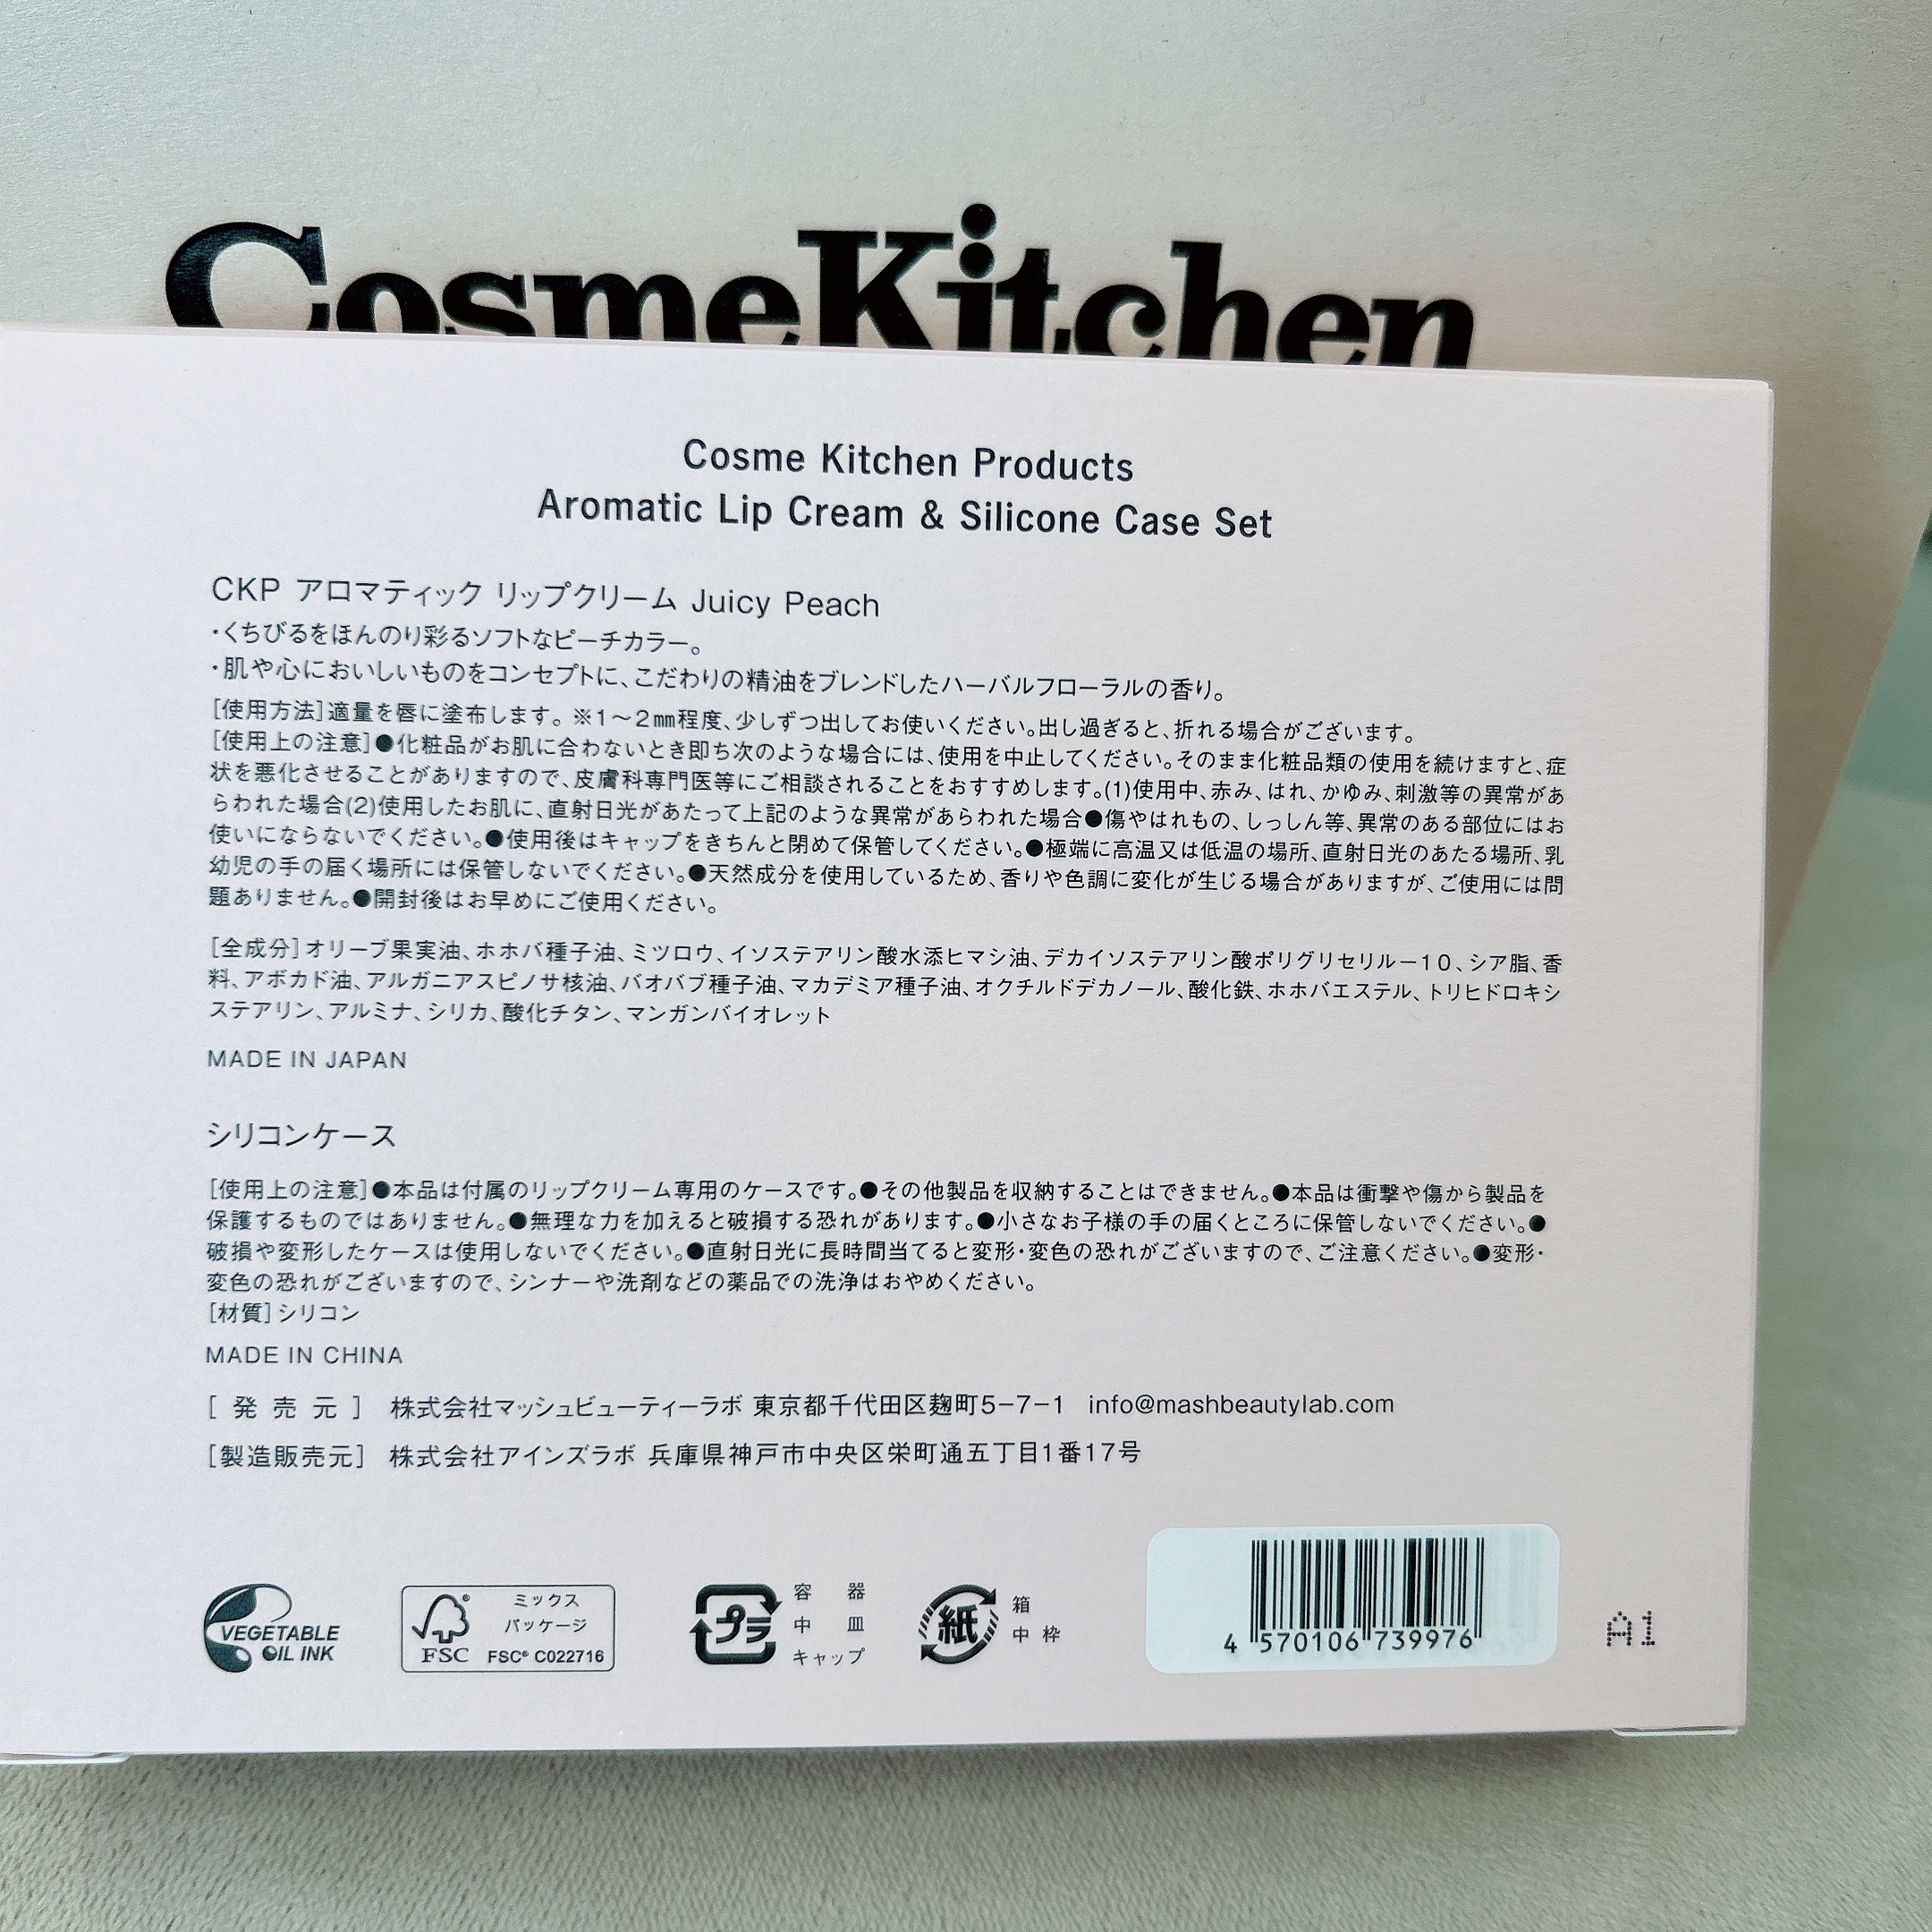 CosmeKitchen
Cosme Kitchen Products
Aromatic Lip Cream & Silicone Case Set
CKP アロマティック リップクリーム Juicy Peach
・くちびるをほんのり彩るソフトなピーチカラー。
・肌や心においしいものをコンセプトに、こだわりの精油をブレンドしたハーバルフローラルの香り。
[使用方法]適量を唇に塗布します。※1～2㎜程度、少しずつ出してお使いください。出し過ぎると、折れる場合がございます。
[使用上の注意]●化粧品がお肌に合わないとき即ち次のような場合には、使用を中止してください。そのまま化粧品類の使用を続けますと、症
状を悪化させることがありますので、皮膚科専門医等にご相談されることをおすすめします。(1)使用中、赤み、はれ、かゆみ、刺激等の異常があ
らわれた場合(2)使用したお肌に、直射日光があたって上記のような異常があらわれた場合●傷やはれもの、しっしん等、異常のある部位にはお
使いにならないでください。●使用後はキャップをきちんと閉めて保管してください。●極端に高温又は低温の場所、直射日光のあたる場所、乳
幼児の手の届く場所には保管しないでください。●天然成分を使用しているため、香りや色調に変化が生じる場合がありますが、ご使用には問
題ありません。●開封後はお早めにご使用ください。
[全成分]オリーブ果実油、ホホバ種子油、ミツロウ、イソステアリン酸水添ヒマシ油、デカイソステアリン酸ポリグリセリル－10、シア脂、香
料、アボカド油、アルガニアスピノサ核油、バオバブ種子油、マカデミア種子油、オクチルドデカノール、酸化鉄、ホホバエステル、トリヒドロキシ
ステアリン、アルミナ、シリカ、酸化チタン、マンガンバイオレット
MADE IN JAPAN
シリコンケース
[使用上の注意]●本品は付属のリップクリーム専用のケースです。●その他製品を収納することはできません。●本品は衝撃や傷から製品を
保護するものではありません。●無理な力を加えると破損する恐れがあります。●小さなお子様の手の届くところに保管しないでください。●
破損や変形したケースは使用しないでください。●直射日光に長時間当てると変形・変色の恐れがございますので、ご注意ください。●変形・
変色の恐れがございますので、シンナーや洗剤などの薬品での洗浄はおやめください。
[材質]シリコン
MADE IN CHINA
[発売元] 株式会社マッシュビューティーラボ 東京都千代田区麹町5−7−1 info@mashbeautylab.com
[製造販売元] 株式会社アインズラボ 兵庫県神戸市中央区栄町通五丁目1番17号
VEGETABLE
OIL INK
FSC
ミックス
パッケージ
FSC® C022716
プラ
容器
中皿
キャップ
紙
箱
中枠
4 570106 739976
A1